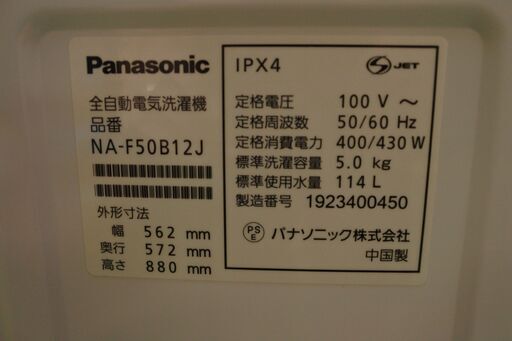 Panasonic
全自動電気洗濯機
品番
NA-F50B12J
外形寸法
幅 562 mm
奥行 572 mm
高さ 880 mm
IPX4
S JET
定格電圧 100 V ～
定格周波数 50/60 Hz
定格消費電力 400/430 W
標準洗濯容量 5.0 kg
標準使用水量 114 L
製造番号 1923400450
PS E パナソニック株式会社
中国製